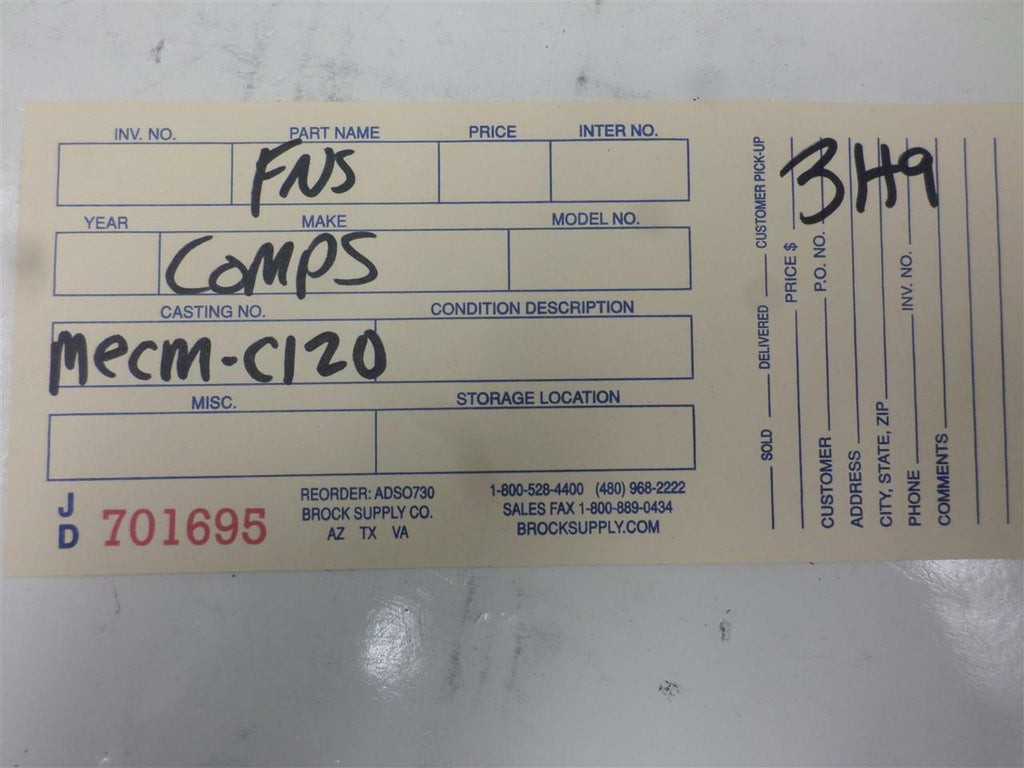 INV. NO. PART NAME PRICE INTER NO.
FNS
YEAR MAKE MODEL NO.
COMPS
CASTING NO. CONDITION DESCRIPTION
MECM-C120
MISC. STORAGE LOCATION
JD 701695
REORDER: ADSO730
BROCK SUPPLY CO.
AZ TX VA
1-800-528-4400 (480) 968-2222
SALES FAX 1-800-889-0434
BROCKSUPPLY.COM
3H9
SOLD DELIVERED CUSTOMER PICK-UP
PRICE $
CUSTOMER P.O. NO.
ADDRESS
CITY, STATE, ZIP
PHONE INV. NO.
COMMENTS